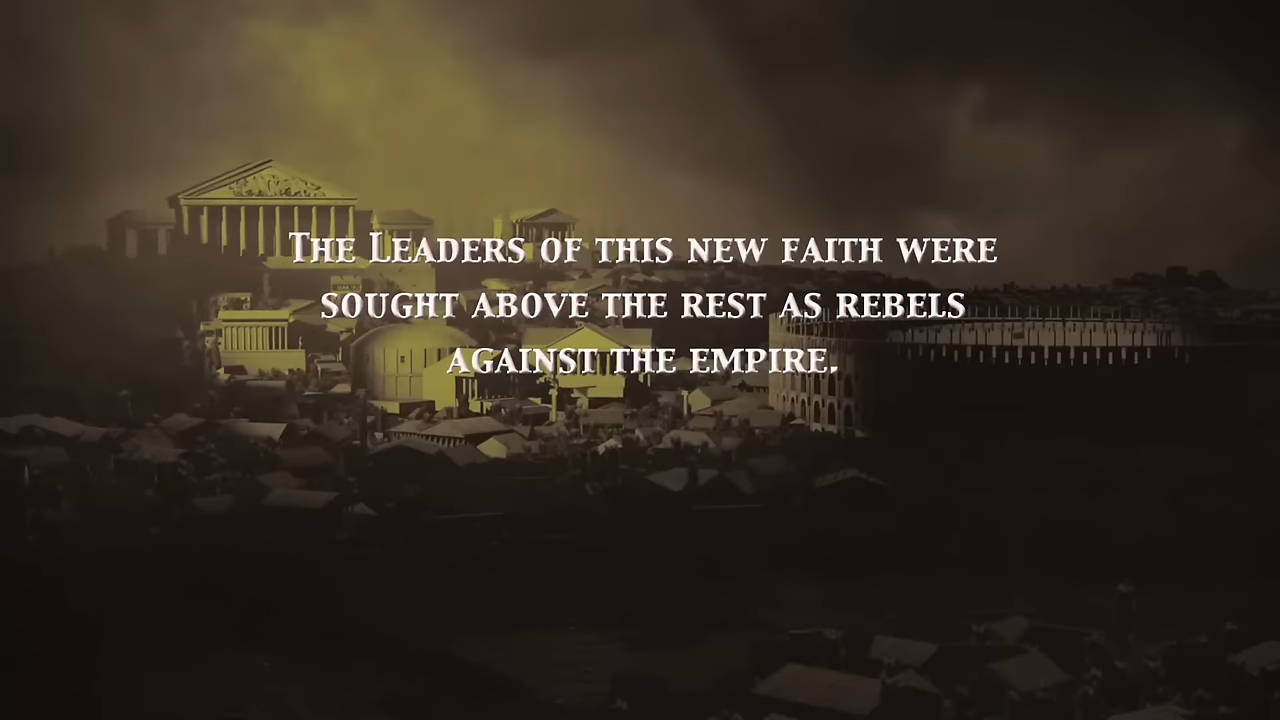 The Leaders of this new faith were
sought above the rest as rebels
against the empire.